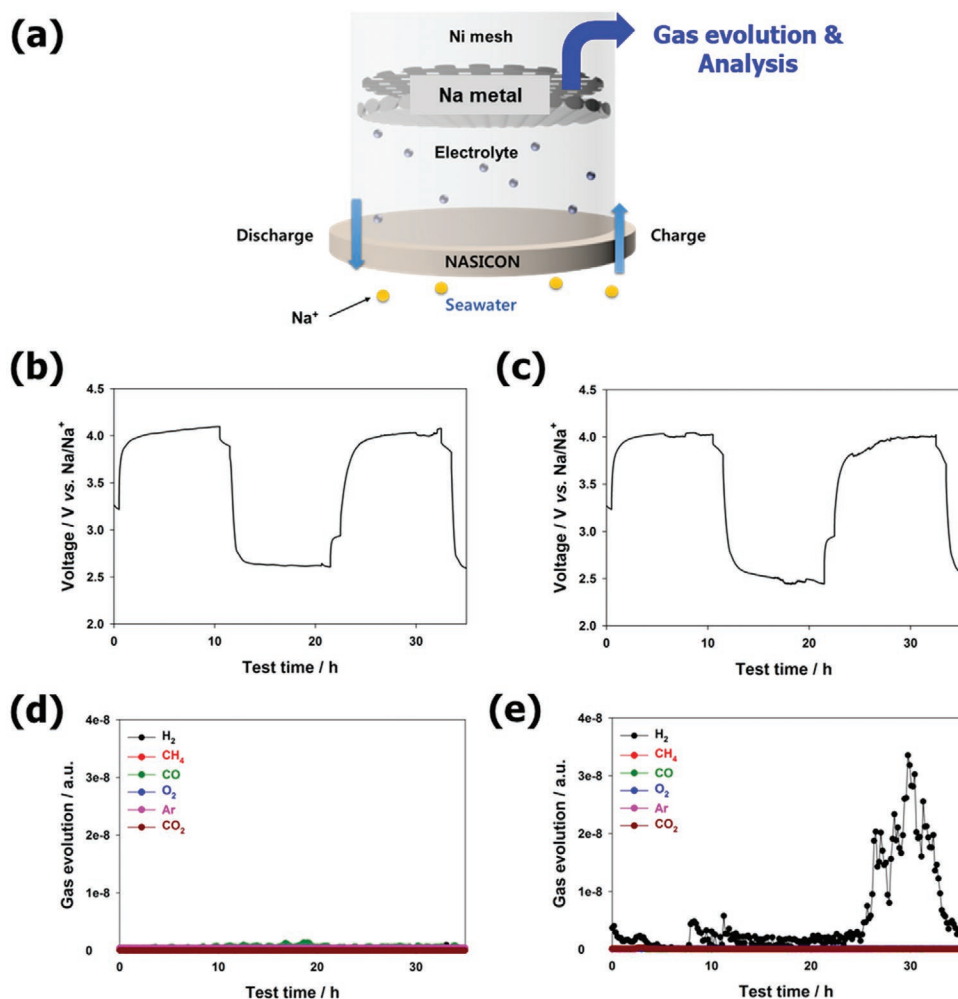 (a)
Ni mesh
Gas evolution &
Analysis
Na metal
Electrolyte
Discharge
Charge
NASICON
Na⁺
Seawater
(b)
4.5
4.0
3.5
3.0
2.5
2.0
Voltage / V vs. Na/Na⁺
0
10
20
30
Test time / h
(c)
4.5
4.0
3.5
3.0
2.5
2.0
Voltage / V vs. Na/Na⁺
0
10
20
30
Test time / h
(d)
4e-8
3e-8
2e-8
1e-8
0
Gas evolution / a.u.
H₂
CH₄
CO
O₂
Ar
CO₂
0
10
20
30
Test time / h
(e)
4e-8
3e-8
2e-8
1e-8
0
Gas evolution / a.u.
H₂
CH₄
CO
O₂
Ar
CO₂
0
10
20
30
Test time / h